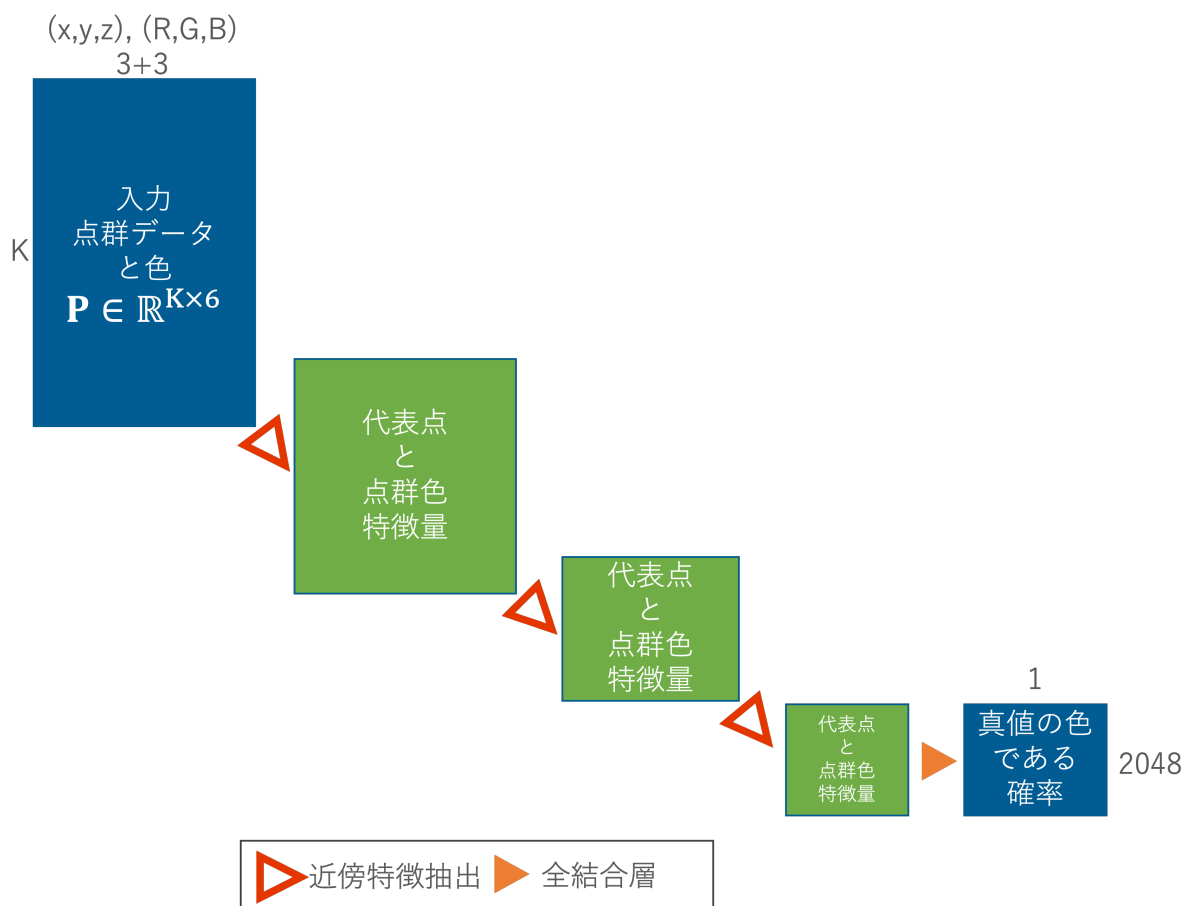 (x,y,z), (R,G,B)
3+3
K
入力
点群データ
と色
P ∈ ℝ^{K×6}
代表点
と
点群色
特徴量
代表点
と
点群色
特徴量
代表点
と
点群色
特徴量
1
真値の色
である
確率
2048
近傍特徴抽出
全結合層